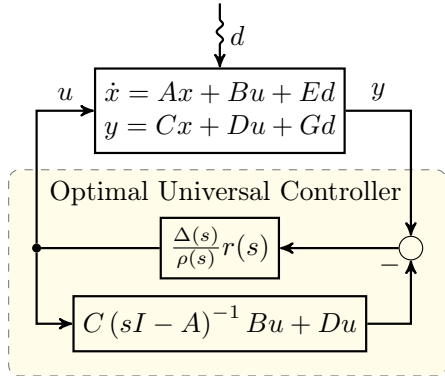 d
u
ẋ = Ax + Bu + Ed
y = Cx + Du + Gd
y
Optimal Universal Controller
Δ(s)/ρ(s) r(s)
−
C (sI − A)⁻¹ Bu + Du